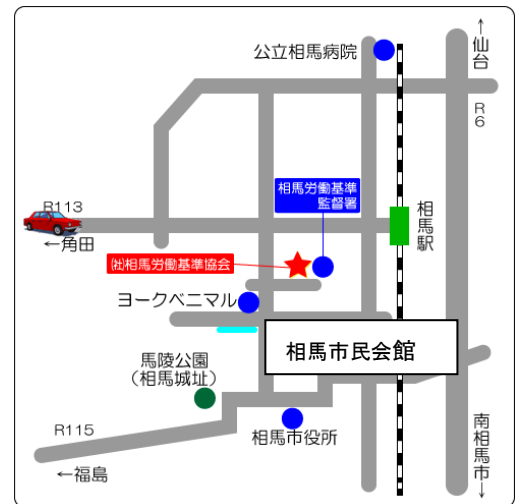 公立相馬病院
←仙台
R6
相馬労働基準
監督署
R113
←角田
相馬駅
㈳相馬労働基準協会
ヨークベニマル
相馬市民会館
馬陵公園
（相馬城址）
R115
相馬市役所
南相馬市→
←福島